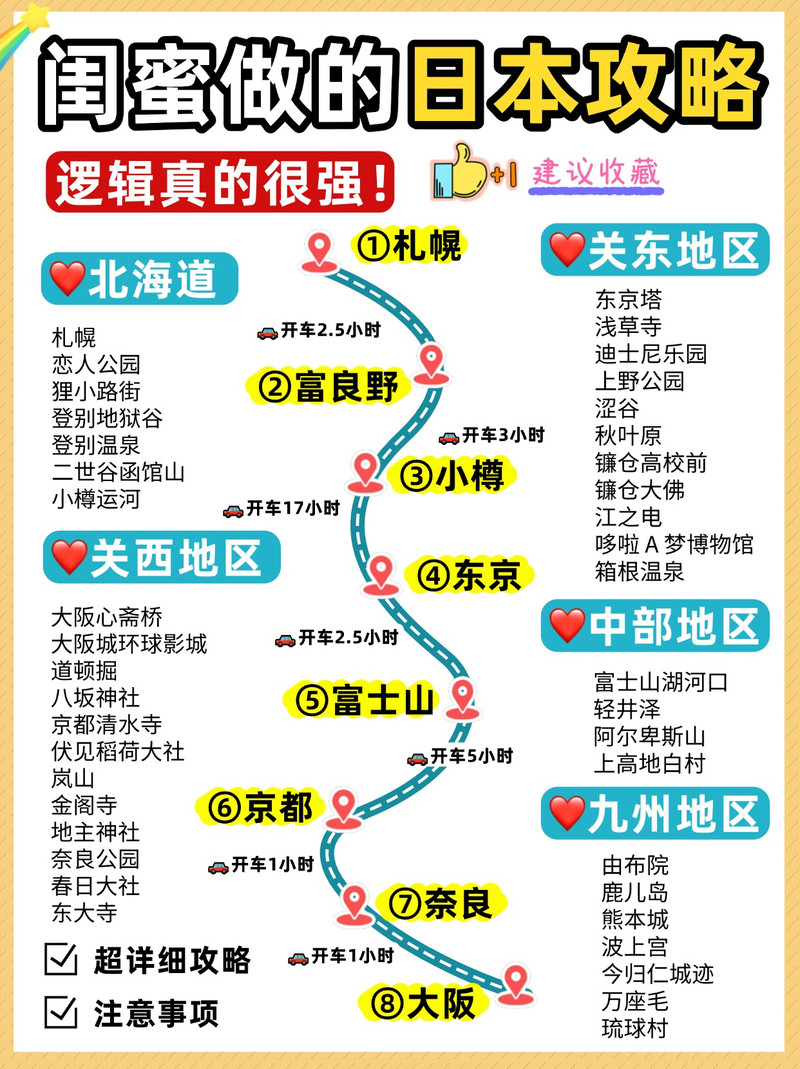 闺蜜做的日本攻略
逻辑真的很强！
+1 建议收藏
①札幌
开车2.5小时
②富良野
开车3小时
③小樽
开车17小时
④东京
开车2.5小时
⑤富士山
开车5小时
⑥京都
开车1小时
⑦奈良
开车1小时
⑧大阪
北海道
札幌
恋人公园
狸小路街
登别地狱谷
登别温泉
二世谷函馆山
小樽运河
关西地区
大阪心斋桥
大阪城环球影城
道顿掘
八坂神社
京都清水寺
伏见稻荷大社
岚山
金阁寺
地主神社
奈良公园
春日大社
东大寺
超详细攻略
注意事项
关东地区
东京塔
浅草寺
迪士尼乐园
上野公园
涩谷
秋叶原
镰仓高校前
镰仓大佛
江之电
哆啦A梦博物馆
箱根温泉
中部地区
富士山湖河口
轻井泽
阿尔卑斯山
上高地白村
九州地区
由布院
鹿儿岛
熊本城
波上宫
今归仁城迹
万座毛
琉球村